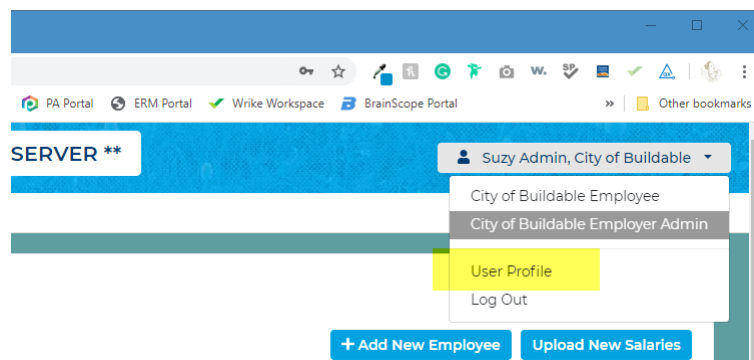 w.
SP
PA Portal ERM Portal Wrike Workspace BrainScope Portal » Other bookmarks
SERVER **
Suzy Admin, City of Buildable
City of Buildable Employee
City of Buildable Employer Admin
User Profile
Log Out
+ Add New Employee Upload New Salaries